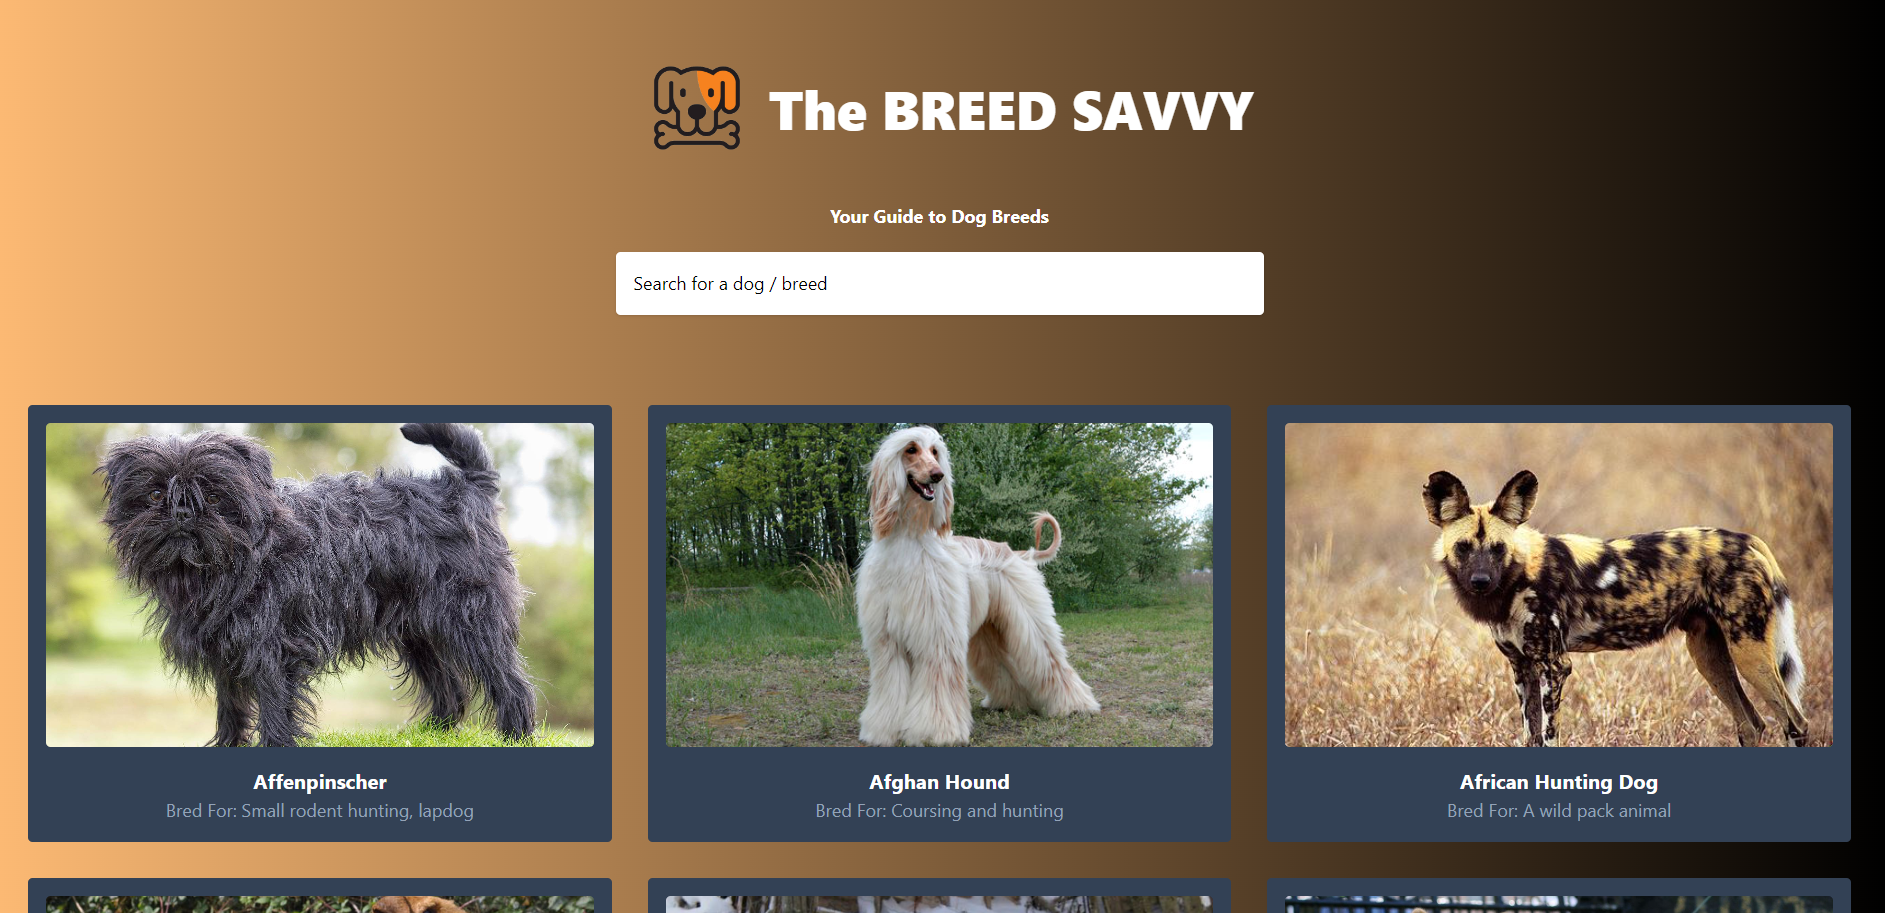 The BREED SAVVY
Your Guide to Dog Breeds
Search for a dog / breed
Affenpinscher
Bred For: Small rodent hunting, lapdog
Afghan Hound
Bred For: Coursing and hunting
African Hunting Dog
Bred For: A wild pack animal